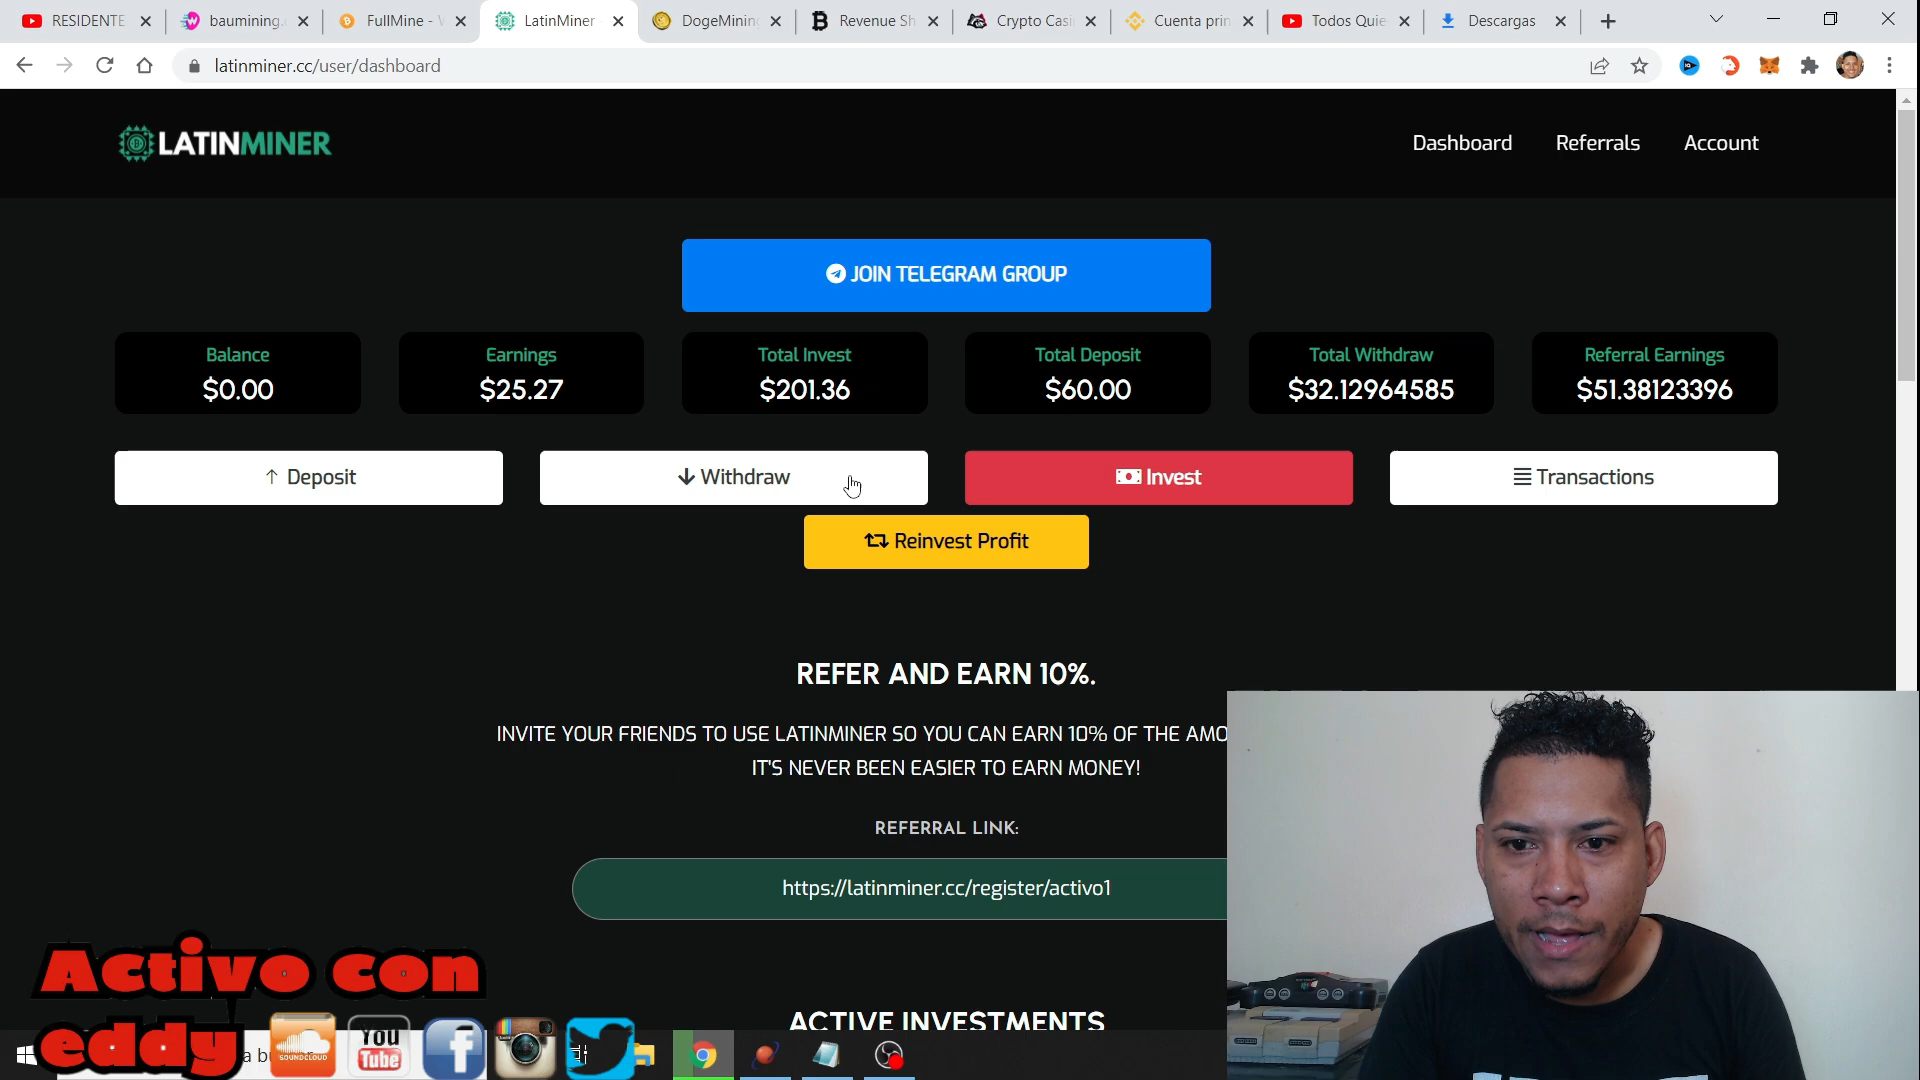 RESIDENTE
baumining.
FullMine -
LatinMiner
DogeMining
Revenue Sh
Crypto Casi
Cuenta prin
Todos Quie
Descargas
latinminer.cc/user/dashboard
LATINMINER
Dashboard
Referrals
Account
JOIN TELEGRAM GROUP
Balance
$0.00
Earnings
$25.27
Total Invest
$201.36
Total Deposit
$60.00
Total Withdraw
$32.12964585
Referral Earnings
$51.38123396
Deposit
Withdraw
Invest
Transactions
Reinvest Profit
REFER AND EARN 10%.
INVITE YOUR FRIENDS TO USE LATINMINER SO YOU CAN EARN 10% OF THE AMO
IT'S NEVER BEEN EASIER TO EARN MONEY!
REFERRAL LINK:
https://latinminer.cc/register/activo1
ACTIVE INVESTMENTS
Activo con
eddy
SOUNDCLOUD
You
Tube